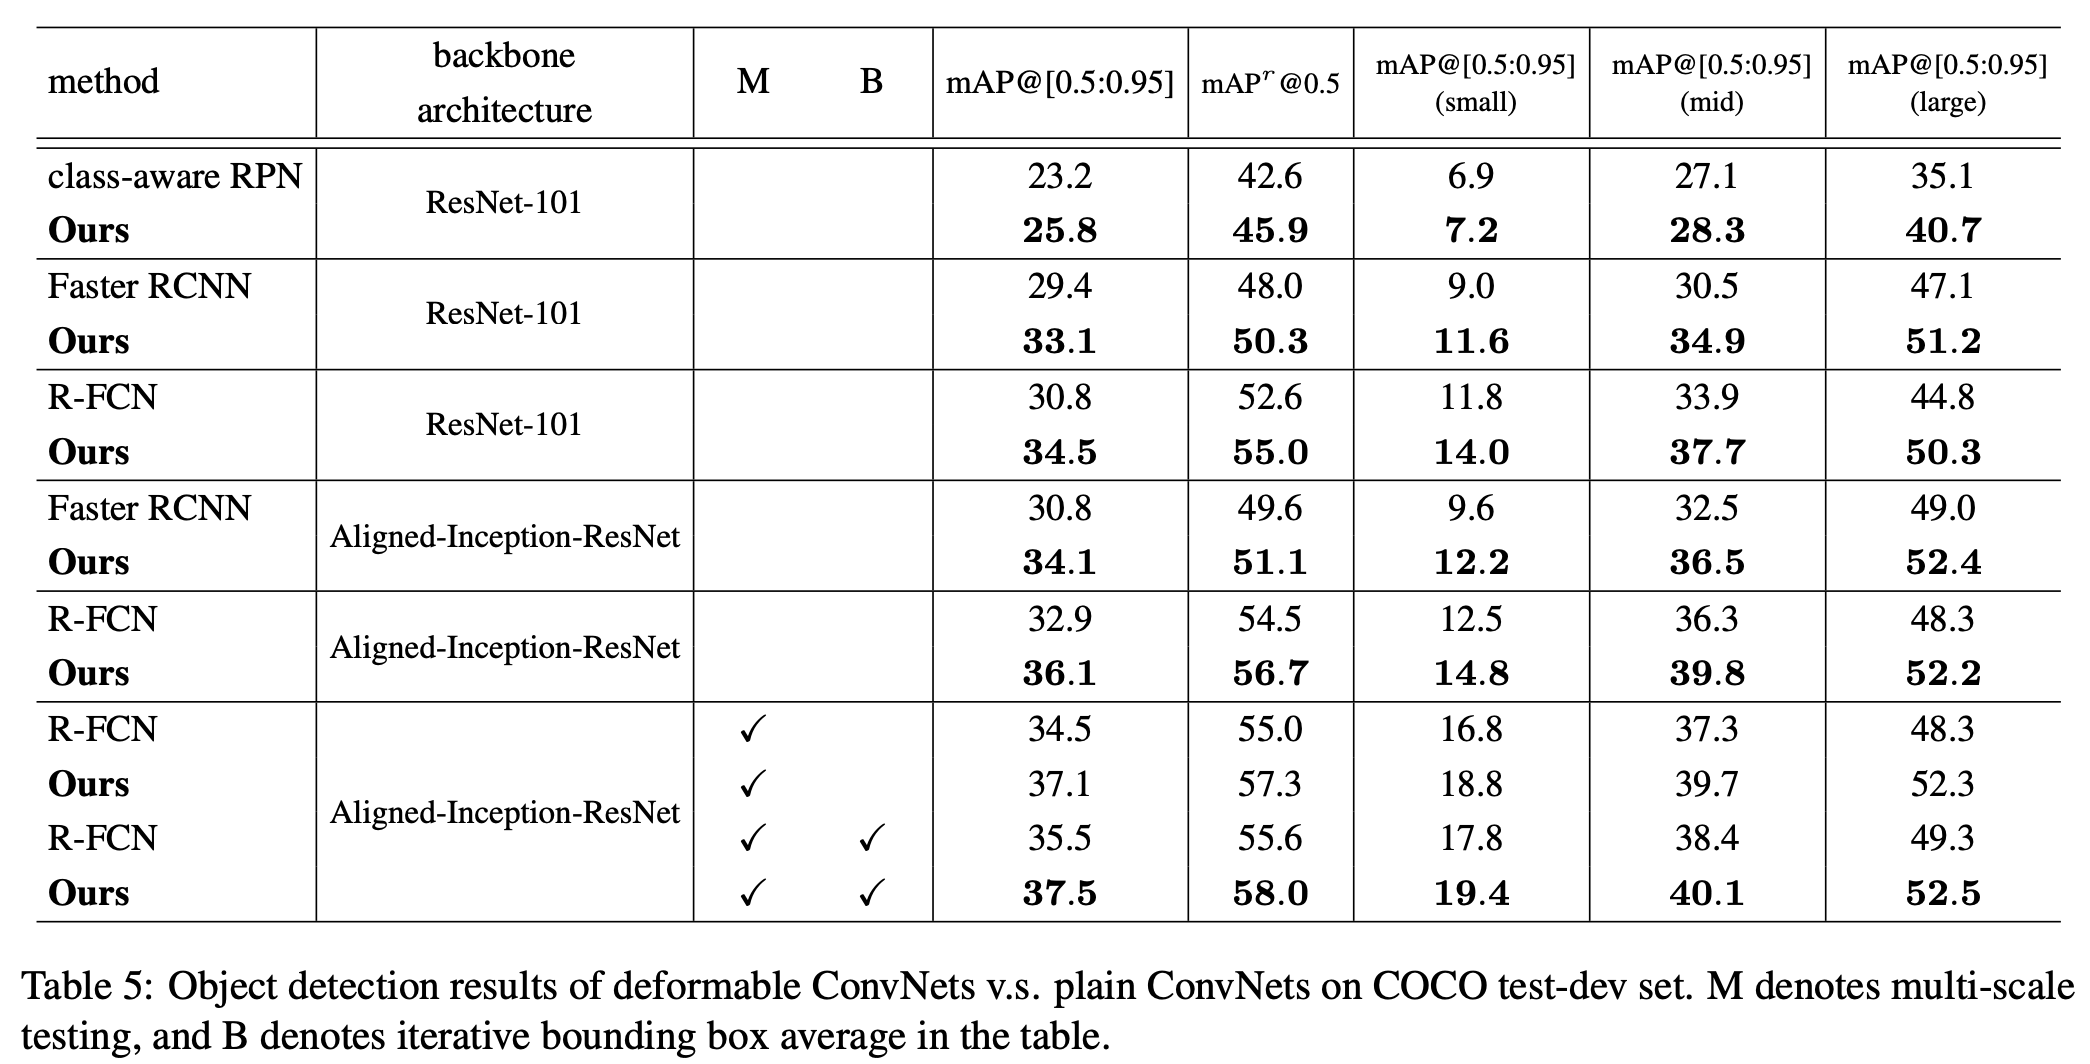 method backbone architecture M B mAP@[0.5:0.95] mAPʳ@0.5 mAP@[0.5:0.95] (small) mAP@[0.5:0.95] (mid) mAP@[0.5:0.95] (large)
class-aware RPN ResNet-101 23.2 42.6 6.9 27.1 35.1
Ours 25.8 45.9 7.2 28.3 40.7
Faster RCNN ResNet-101 29.4 48.0 9.0 30.5 47.1
Ours 33.1 50.3 11.6 34.9 51.2
R-FCN ResNet-101 30.8 52.6 11.8 33.9 44.8
Ours 34.5 55.0 14.0 37.7 50.3
Faster RCNN Aligned-Inception-ResNet 30.8 49.6 9.6 32.5 49.0
Ours 34.1 51.1 12.2 36.5 52.4
R-FCN Aligned-Inception-ResNet 32.9 54.5 12.5 36.3 48.3
Ours 36.1 56.7 14.8 39.8 52.2
R-FCN Aligned-Inception-ResNet ✓ 34.5 55.0 16.8 37.3 48.3
Ours ✓ 37.1 57.3 18.8 39.7 52.3
R-FCN ✓ ✓ 35.5 55.6 17.8 38.4 49.3
Ours ✓ ✓ 37.5 58.0 19.4 40.1 52.5
Table 5: Object detection results of deformable ConvNets v.s. plain ConvNets on COCO test-dev set. M denotes multi-scale
testing, and B denotes iterative bounding box average in the table.